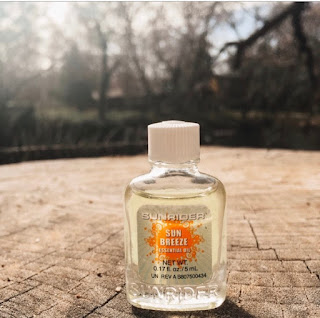 SUNRIDER
SUN
BREEZE
ESSENTIAL OIL
NET WT.
0.17 fl. oz./5 mL
SUNRIDER